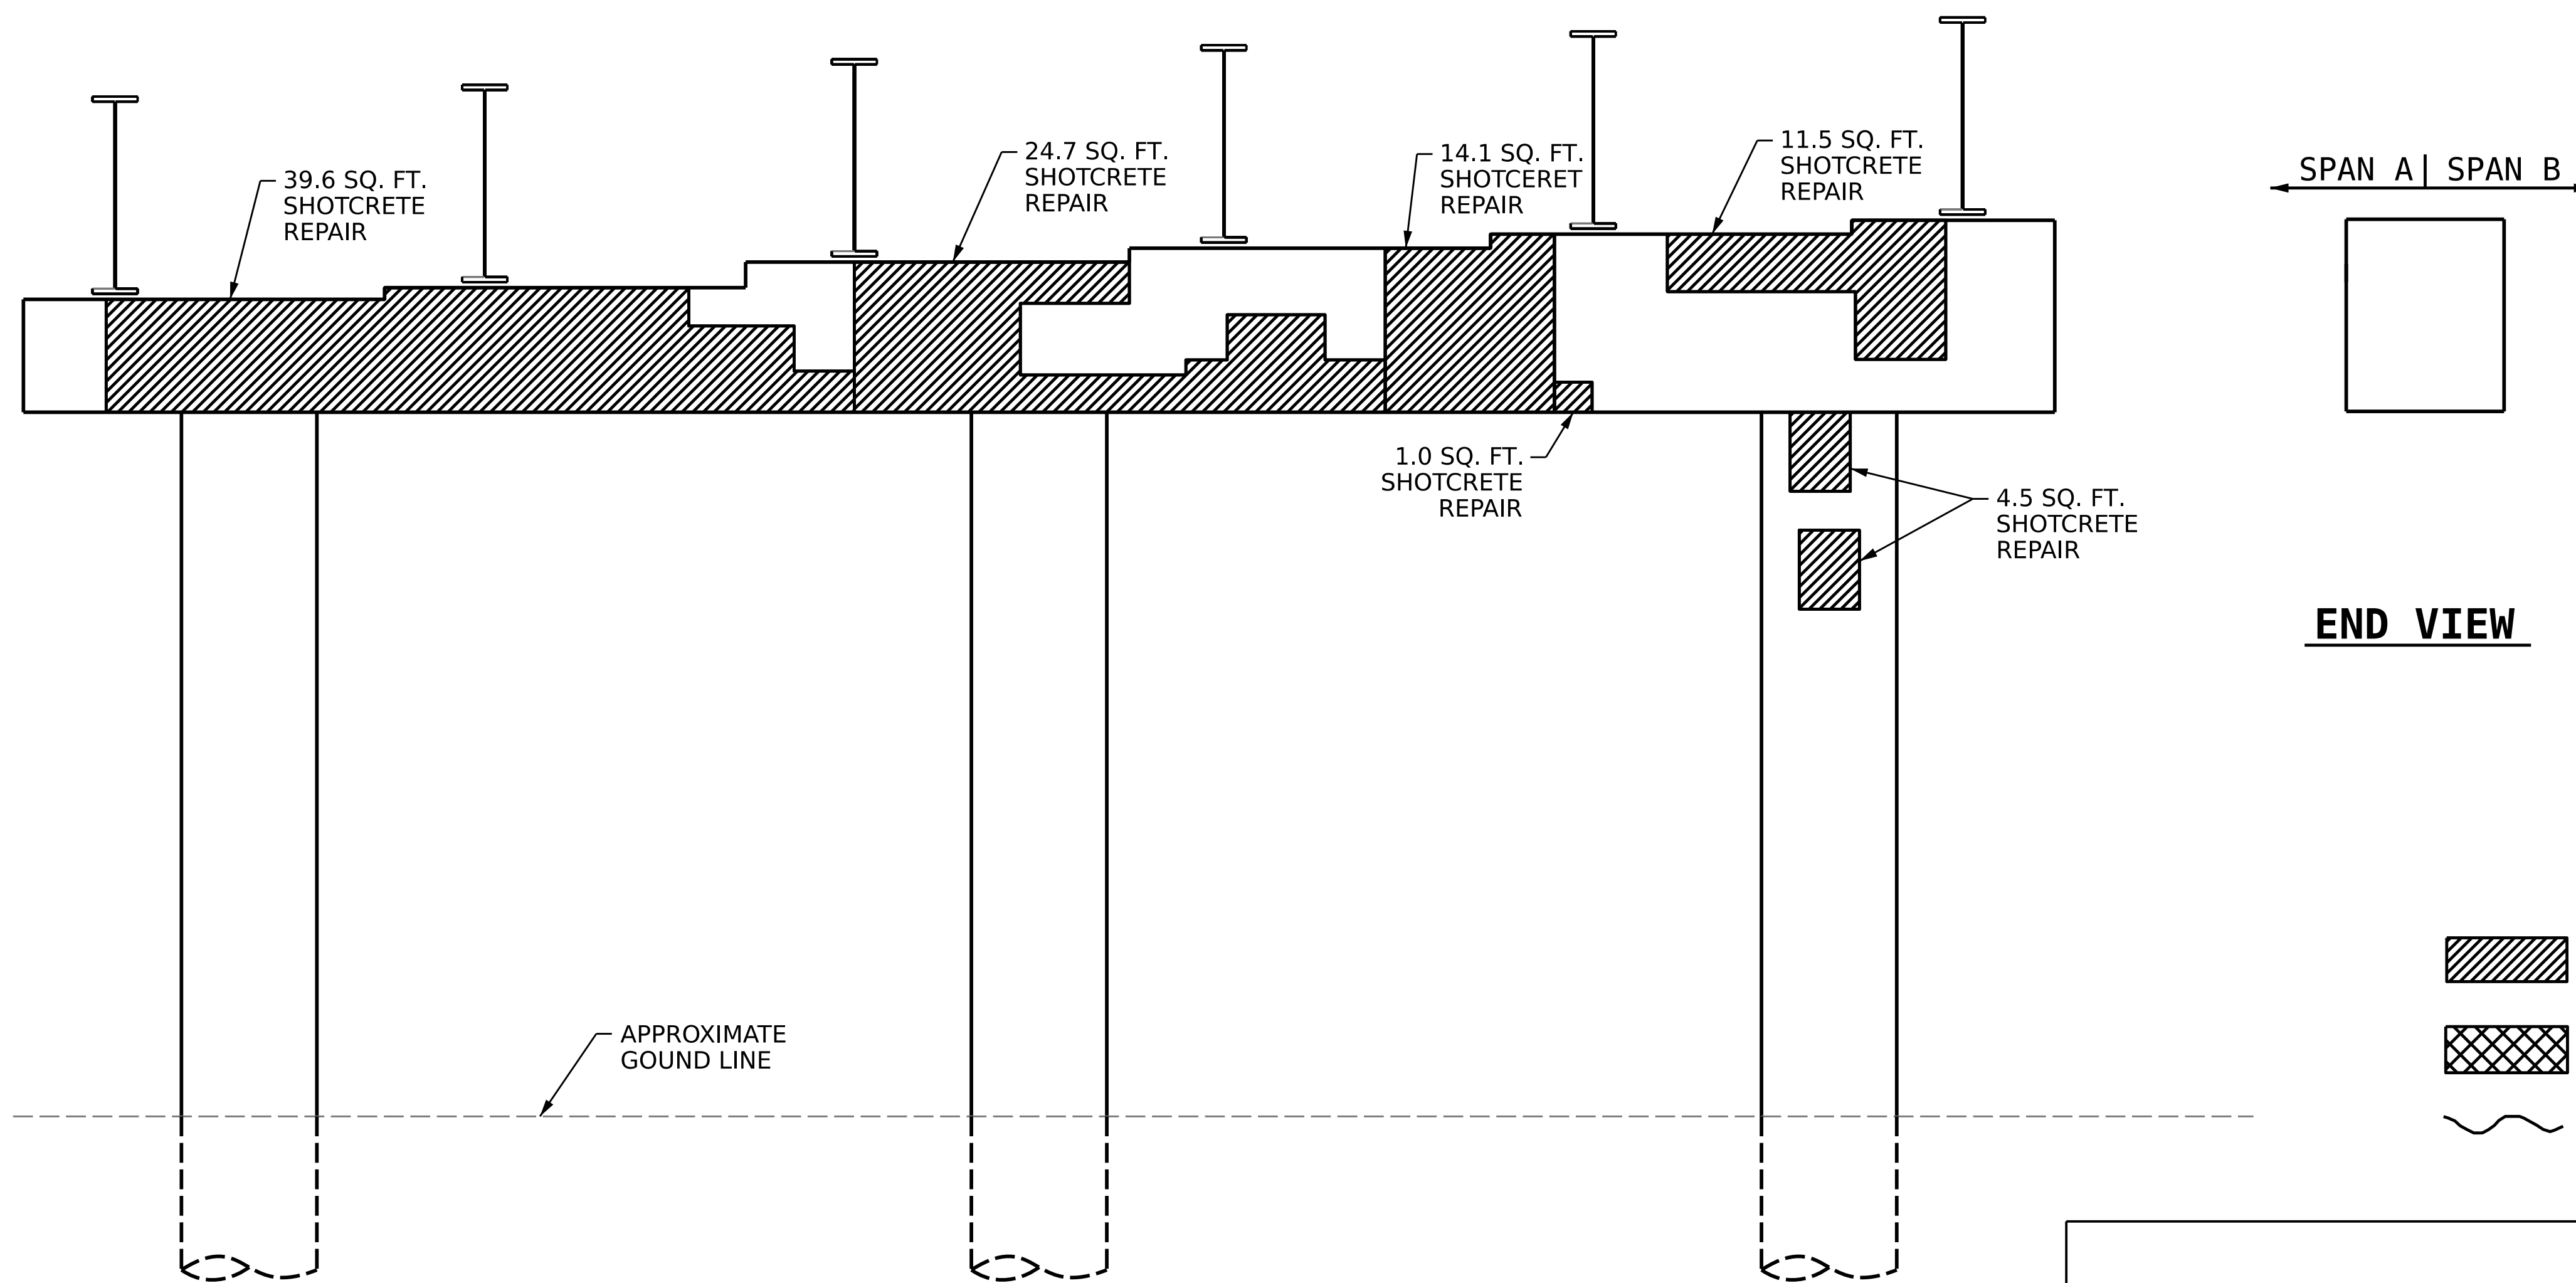 39.6 SQ. FT.
SHOTCRETE
REPAIR
24.7 SQ. FT.
SHOTCRETE
REPAIR
14.1 SQ. FT.
SHOTCERET
REPAIR
11.5 SQ. FT.
SHOTCRETE
REPAIR
SPAN A| SPAN B
1.0 SQ. FT.
SHOTCRETE
REPAIR
4.5 SQ. FT.
SHOTCRETE
REPAIR
END VIEW
APPROXIMATE
GOUND LINE